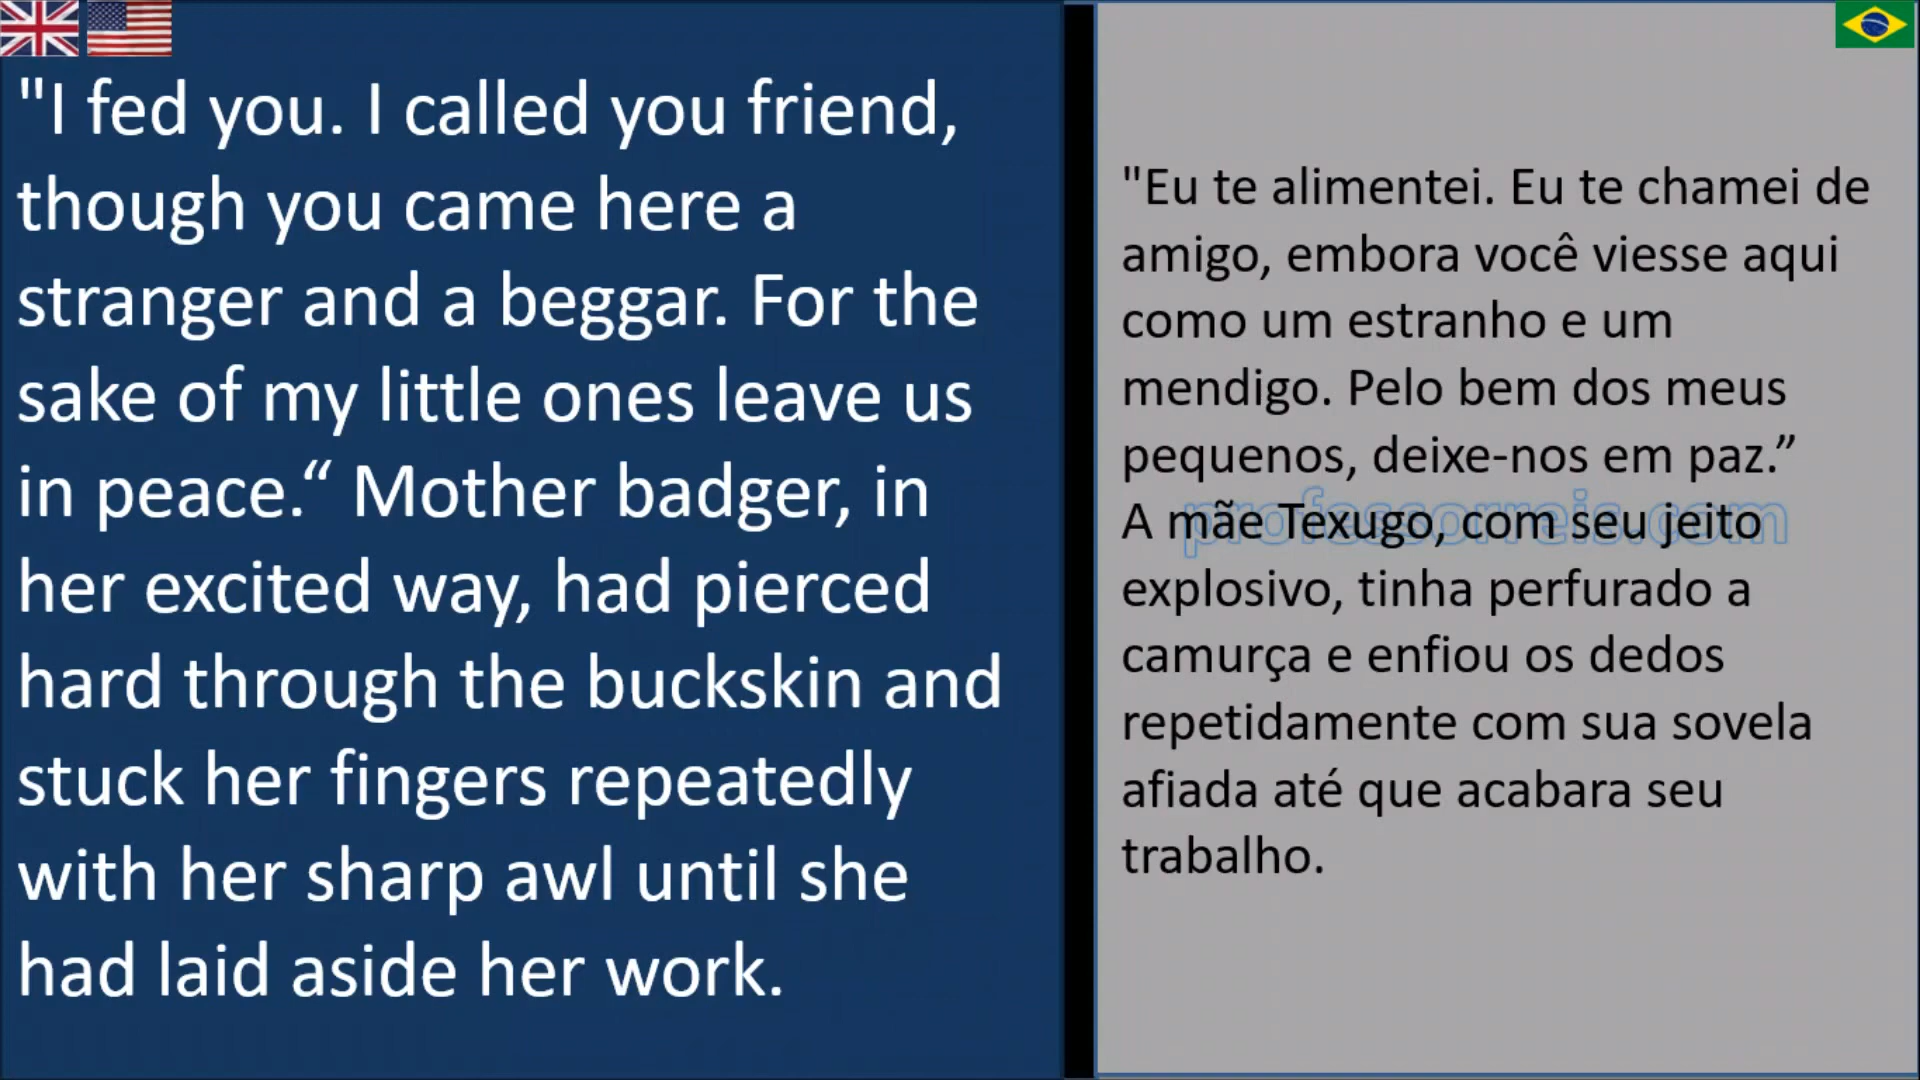 "I fed you. I called you friend,
though you came here a
stranger and a beggar. For the
sake of my little ones leave us
in peace.“ Mother badger, in
her excited way, had pierced
hard through the buckskin and
stuck her fingers repeatedly
with her sharp awl until she
had laid aside her work.
"Eu te alimentei. Eu te chamei de
amigo, embora você viesse aqui
como um estranho e um
mendigo. Pelo bem dos meus
pequenos, deixe-nos em paz.”
professorreis.com
A mãe Texugo, com seu jeito
explosivo, tinha perfurado a
camurça e enfiou os dedos
repetidamente com sua sovela
afiada até que acabara seu
trabalho.